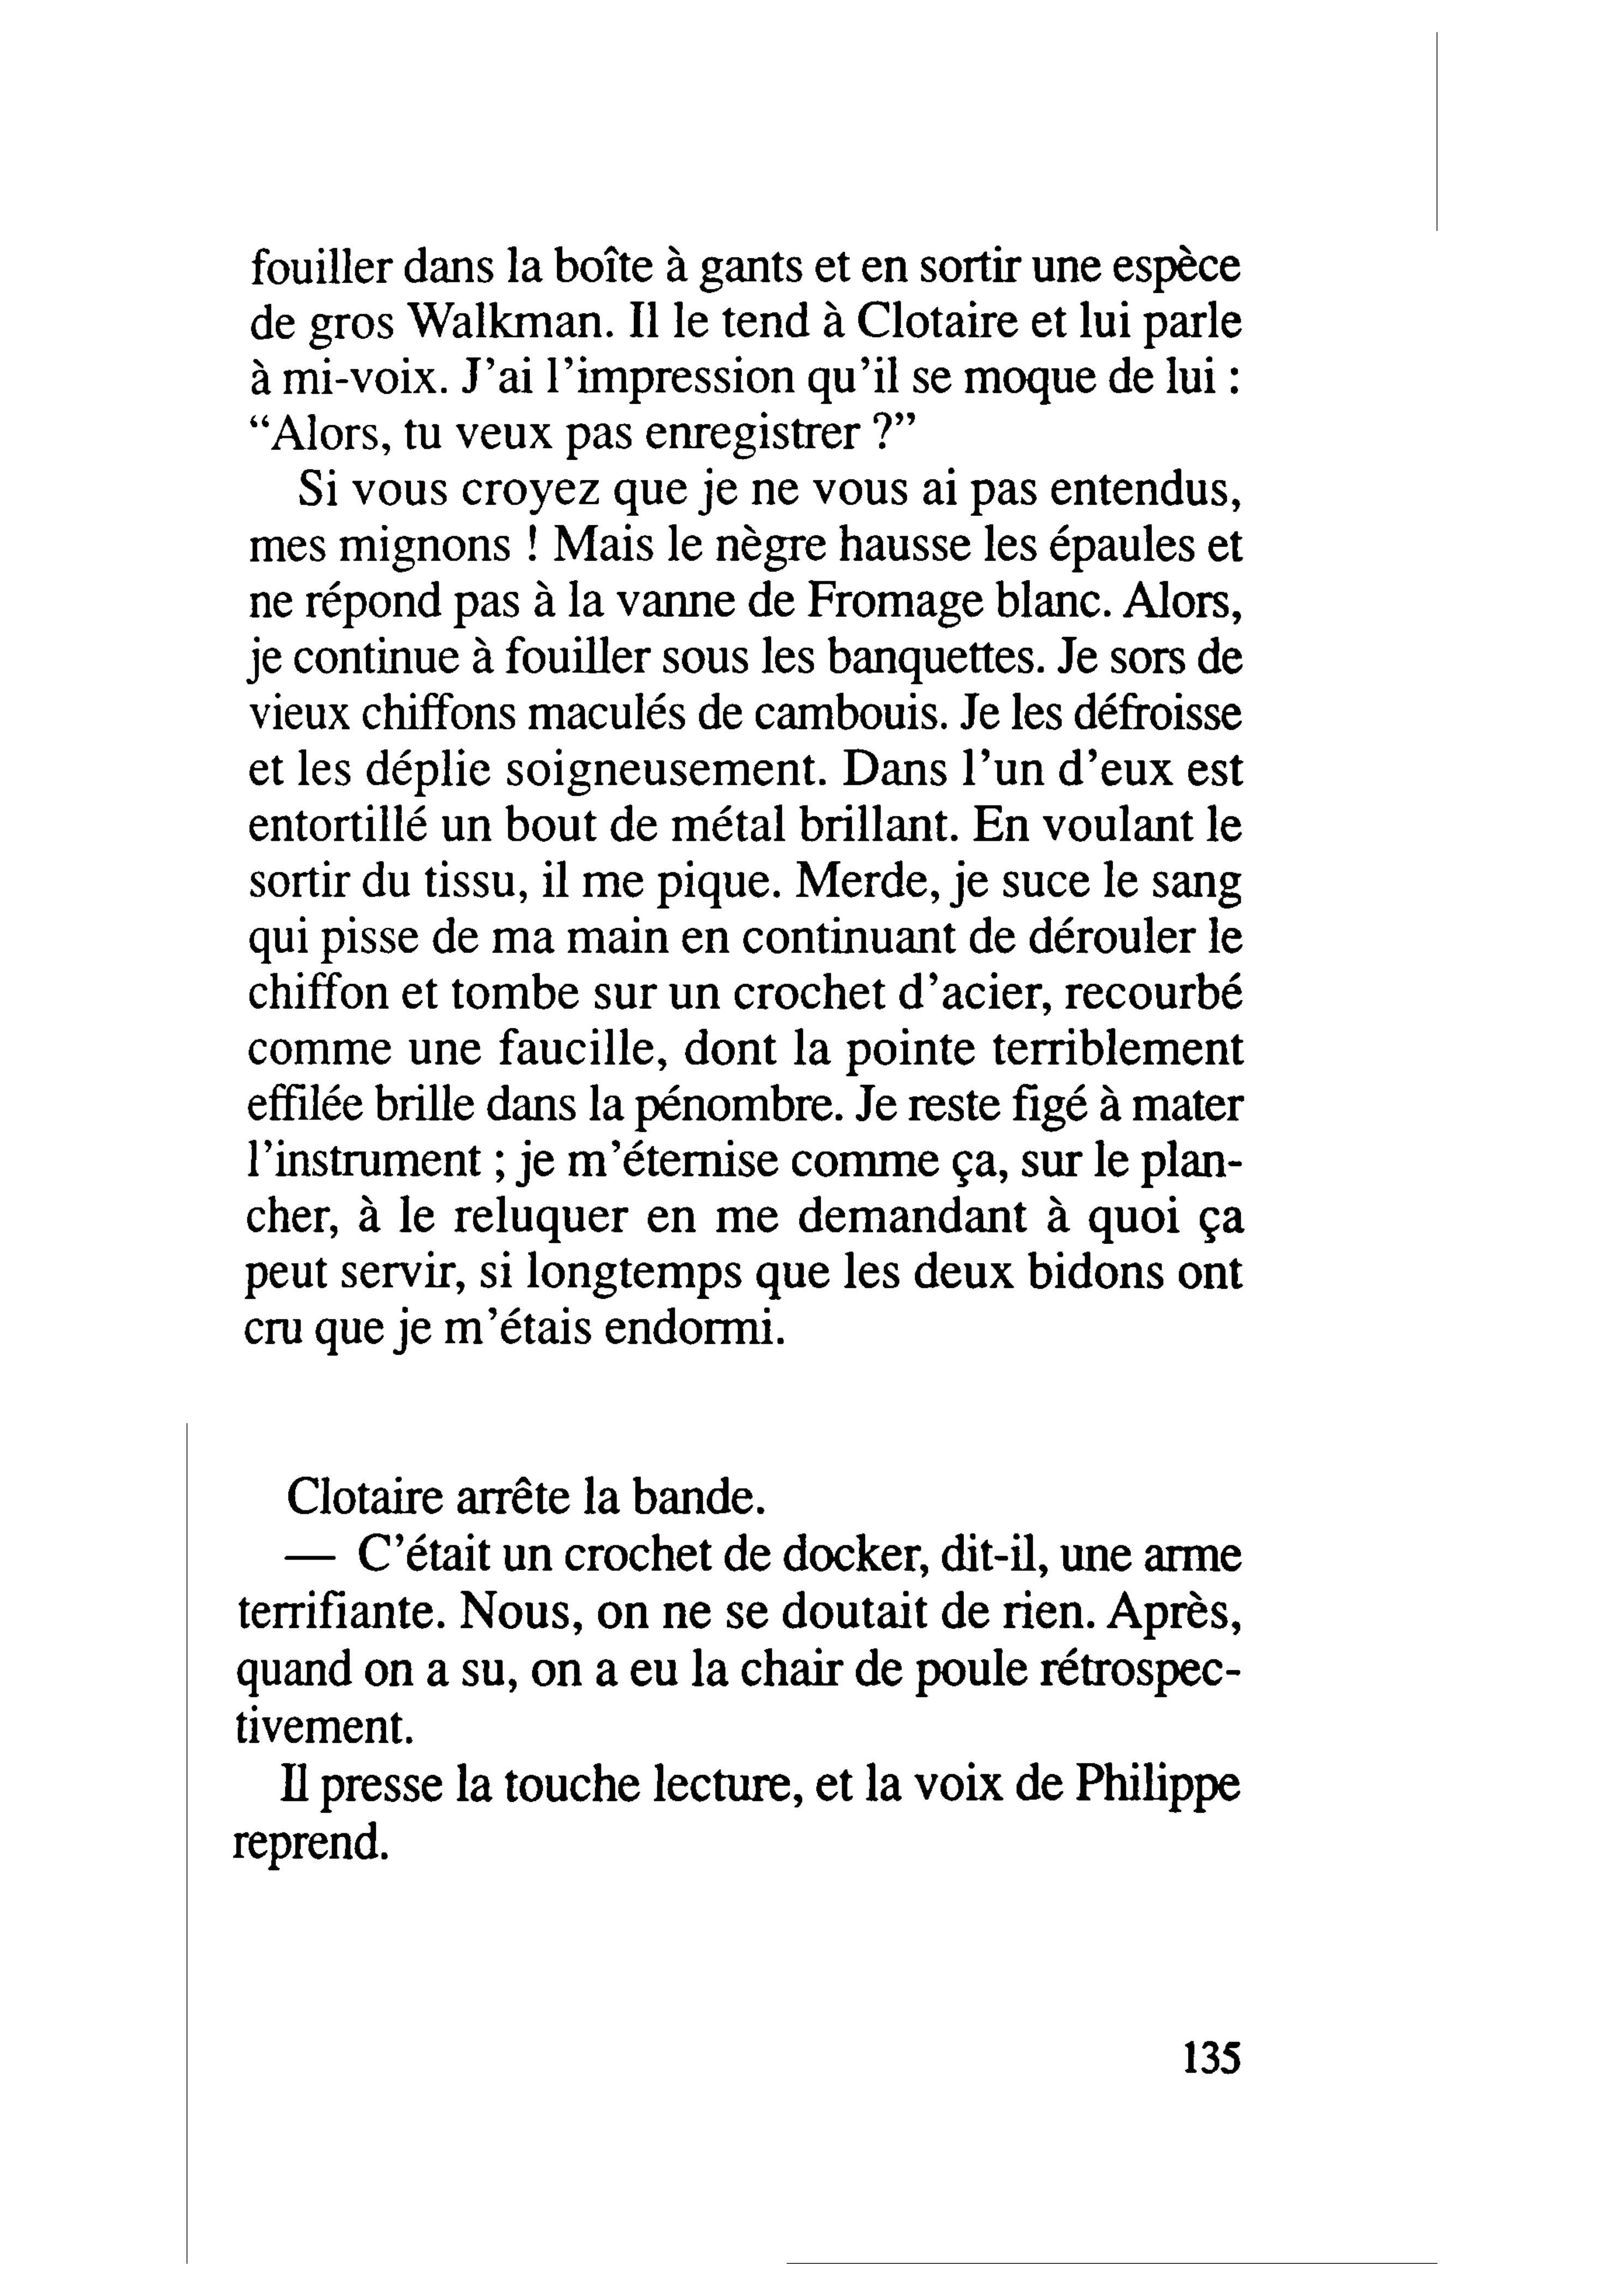 fouiller dans la boîte à gants et en sortir une espèce
de gros Walkman. Il le tend à Clotaire et lui parle
à mi-voix. J’ai l’impression qu’il se moque de lui :
“Alors, tu veux pas enregistrer ?”
Si vous croyez que je ne vous ai pas entendus,
mes mignons ! Mais le nègre hausse les épaules et
ne répond pas à la vanne de Fromage blanc. Alors,
je continue à fouiller sous les banquettes. Je sors de
vieux chiffons maculés de cambouis. Je les défroisse
et les déplie soigneusement. Dans l’un d’eux est
entortillé un bout de métal brillant. En voulant le
sortir du tissu, il me pique. Merde, je suce le sang
qui pisse de ma main en continuant de dérouler le
chiffon et tombe sur un crochet d’acier, recourbé
comme une faucille, dont la pointe terriblement
effilée brille dans la pénombre. Je reste figé à mater
l’instrument ; je m’éternise comme ça, sur le plan-
cher, à le reluquer en me demandant à quoi ça
peut servir, si longtemps que les deux bidons ont
cru que je m’étais endormi.
Clotaire arrête la bande.
— C’était un crochet de docker, dit-il, une arme
terrifiante. Nous, on ne se doutait de rien. Après,
quand on a su, on a eu la chair de poule rétrospec-
tivement.
Il presse la touche lecture, et la voix de Philippe
reprend.
135